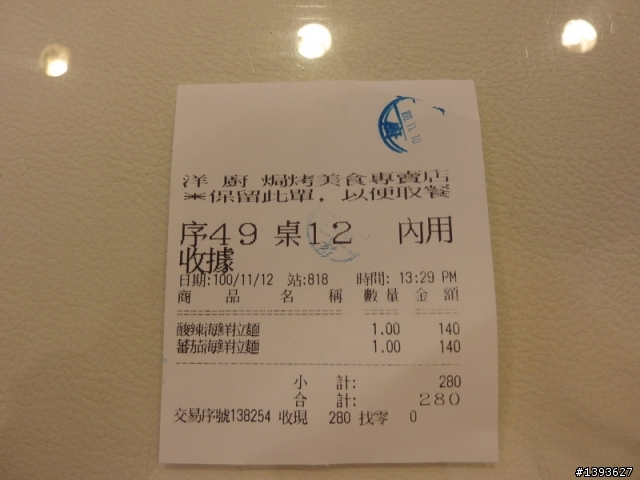 洋 廚 焗烤美食專賣店
※保留此單，以便取餐
序49 桌12 內用
收據
日期:100/11/12 站:818 時間: 13:29 PM
商 品 名 稱 數量 金 額
酸辣海鮮拉麵 1.00 140
蕃茄海鮮拉麵 1.00 140
小 計: 280
合 計: 280
交易序號138254 收現 280 找零 0
#1393627